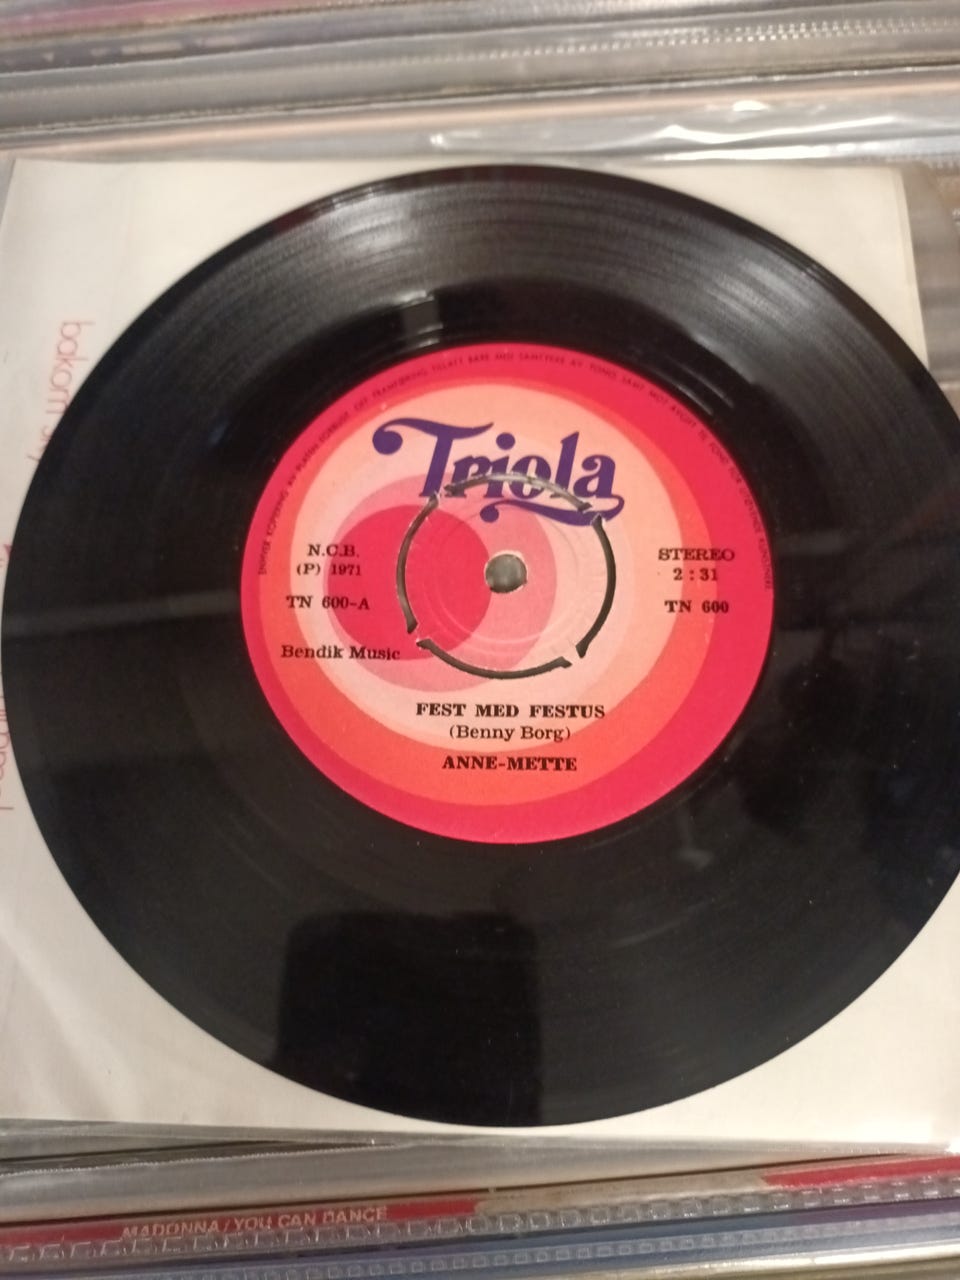 Triola
N.C.B.
(P) 1971
TN 600-A
Bendik Music
STEREO
2 : 31
TN 600
FEST MED FESTUS
(Benny Borg)
ANNE-METTE
bakom
MADONNA/YOU CAN DANCE